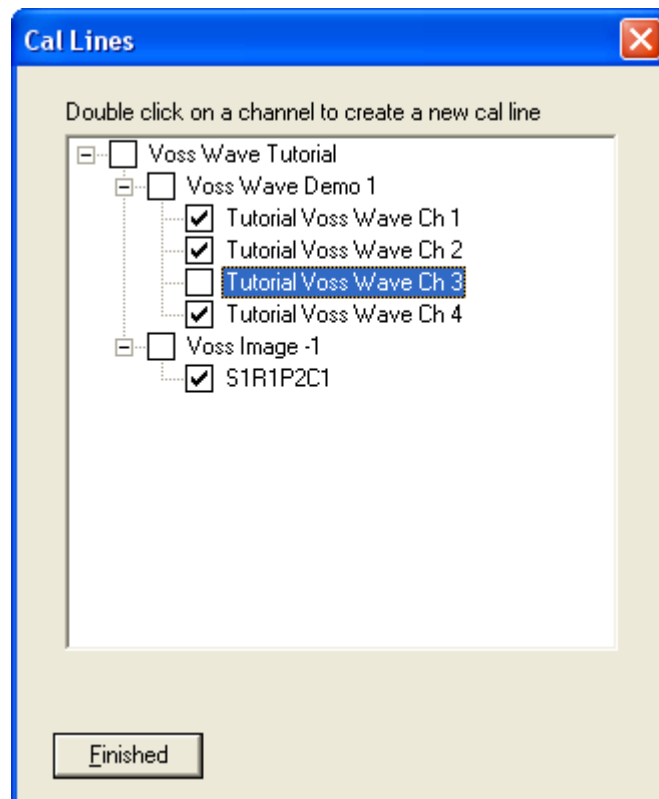 Cal Lines
Double click on a channel to create a new cal line
Voss Wave Tutorial
Voss Wave Demo 1
Tutorial Voss Wave Ch 1
Tutorial Voss Wave Ch 2
Tutorial Voss Wave Ch 3
Tutorial Voss Wave Ch 4
Voss Image -1
S1R1P2C1
Finished